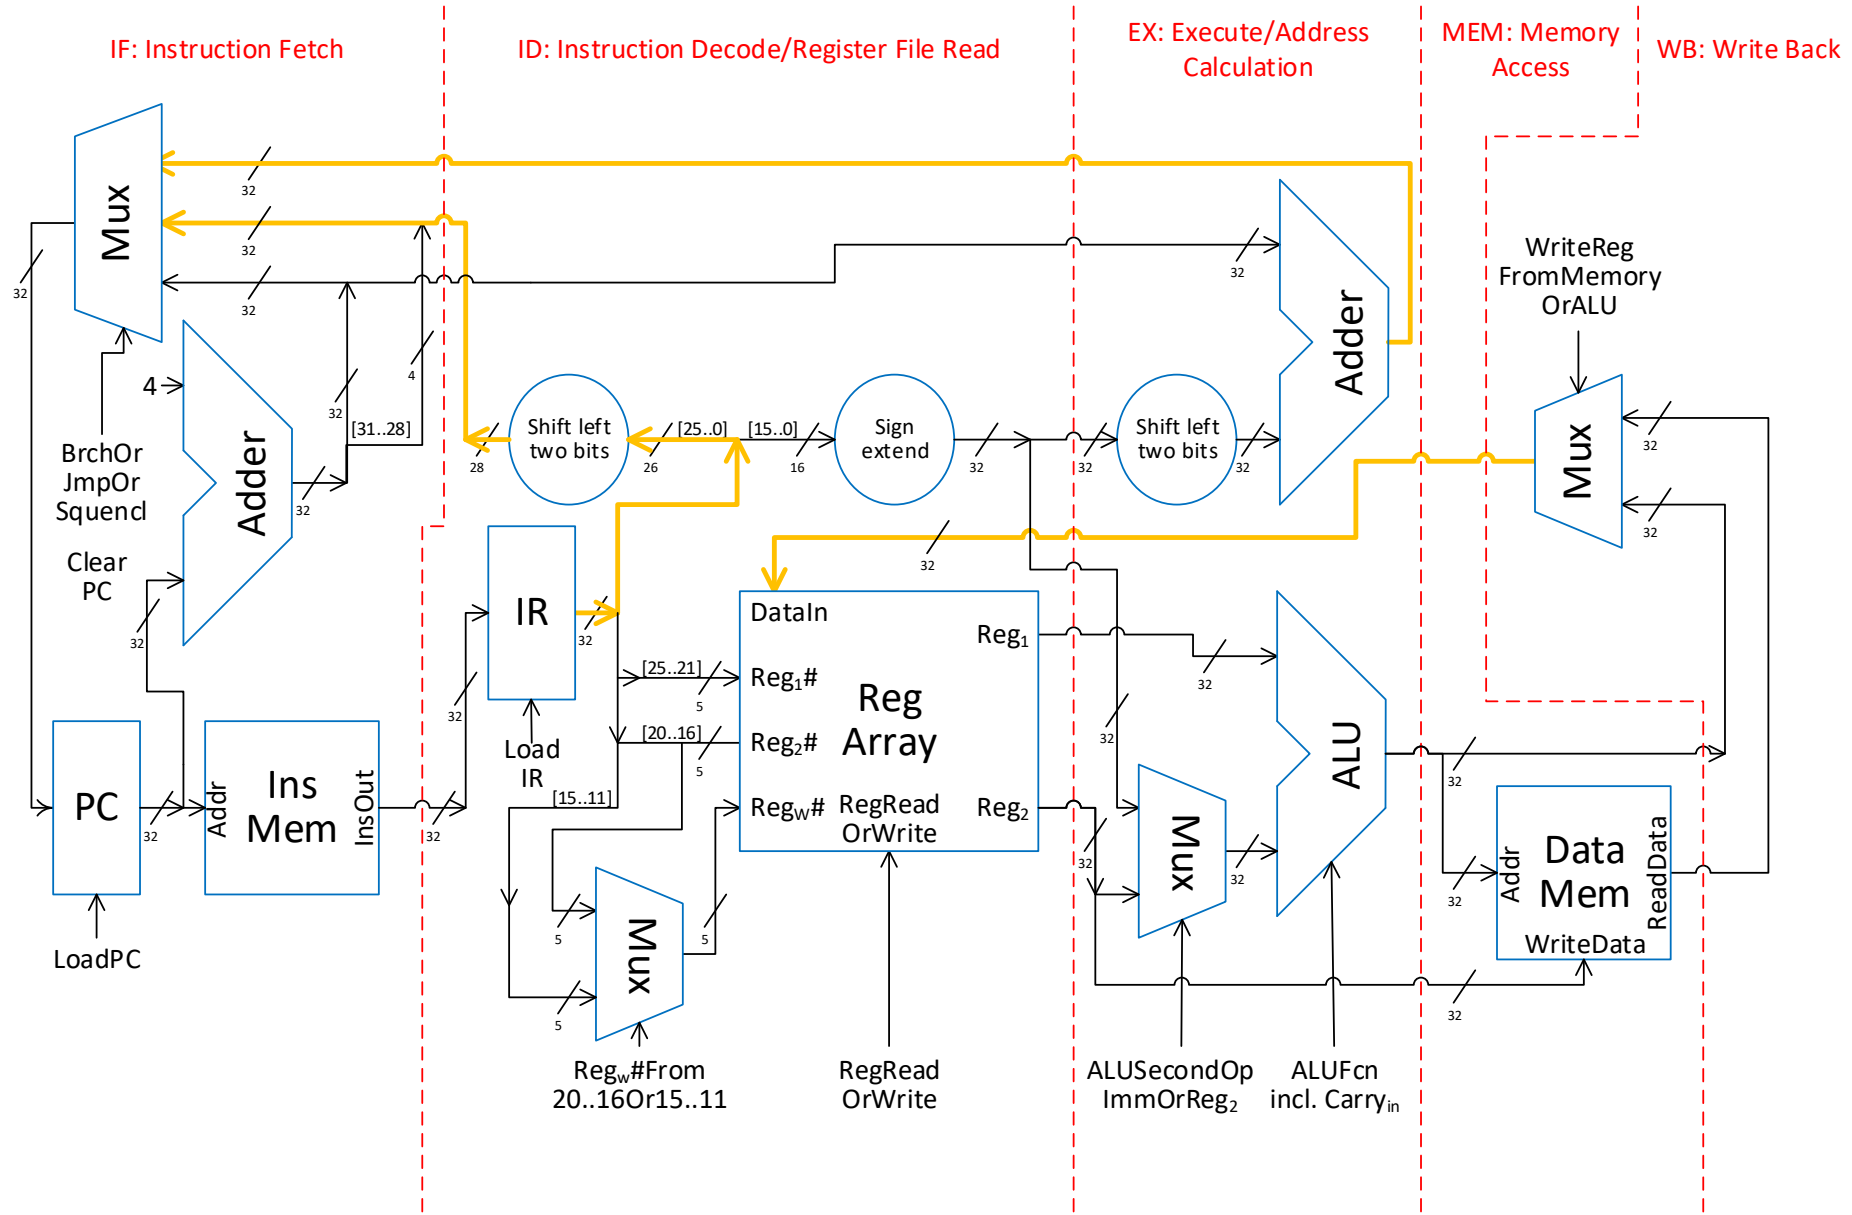 IF: Instruction Fetch
ID: Instruction Decode/Register File Read
EX: Execute/Address
Calculation
MEM: Memory
Access
WB: Write Back
Mux
32
32
32
32
32
4
4
32
32
[31..28]
Adder
BrchOr
JmpOr
Squencl
Clear
PC
32
PC
LoadPC
32
Addr
Ins
Mem
InsOut
32
32
28
Shift left
two bits
26
[25..0]
[15..0]
16
Sign
extend
32
32
Shift left
two bits
32
32
Adder
IR
32
Load
IR
[25..21]
5
[20..16]
5
[15..11]
5
5
Mux
5
Regw#From
20..16Or15..11
32
DataIn
Reg1#
Reg2#
RegW#
Reg
Array
RegRead
OrWrite
Reg1
Reg2
RegRead
OrWrite
32
32
32
Mux
32
ALUSecondOp
ImmOrReg2
ALU
ALUFcn
incl. Carryin
WriteReg
FromMemory
OrALU
Mux
32
32
32
32
32
Addr
Data
Mem
ReadData
WriteData